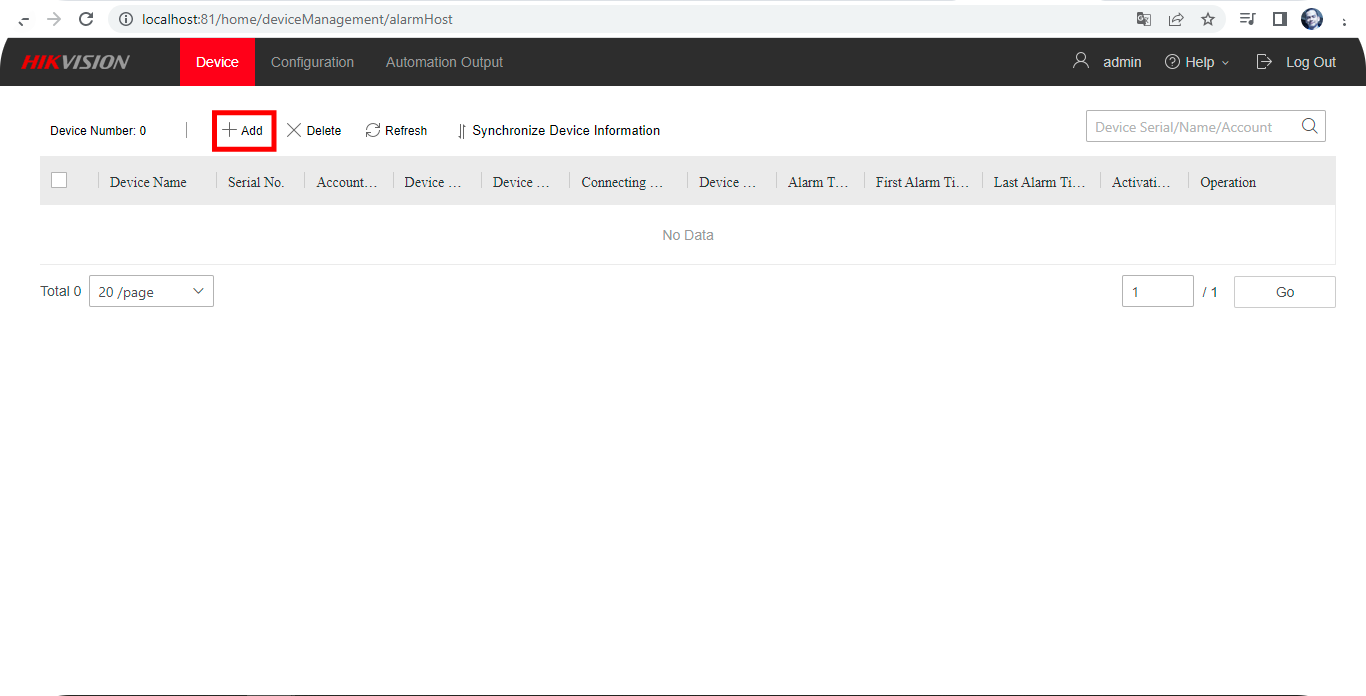 localhost:81/home/deviceManagement/alarmHost
HIKVISION Device Configuration Automation Output admin Help Log Out
Device Number: 0 Add Delete Refresh Synchronize Device Information Device Serial/Name/Account
Device Name Serial No. Account... Device ... Device ... Connecting ... Device ... Alarm T... First Alarm Ti... Last Alarm Ti... Activati... Operation
No Data
Total 0 20 /page 1 / 1 Go